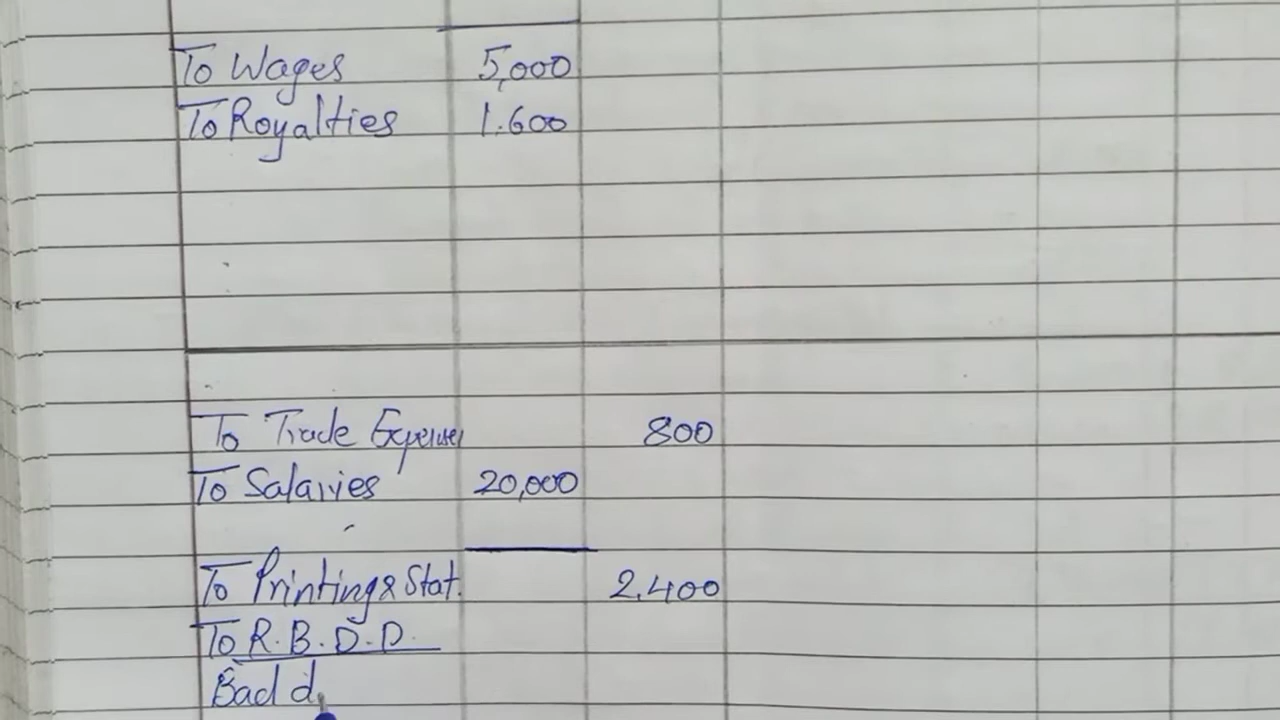 To Wages 5,000
To Royalties 1.600
To Trade Expenses 800
To Salaries 20,000
To Printing & Stat. 2,400
To R.B.D.D.
Bad d